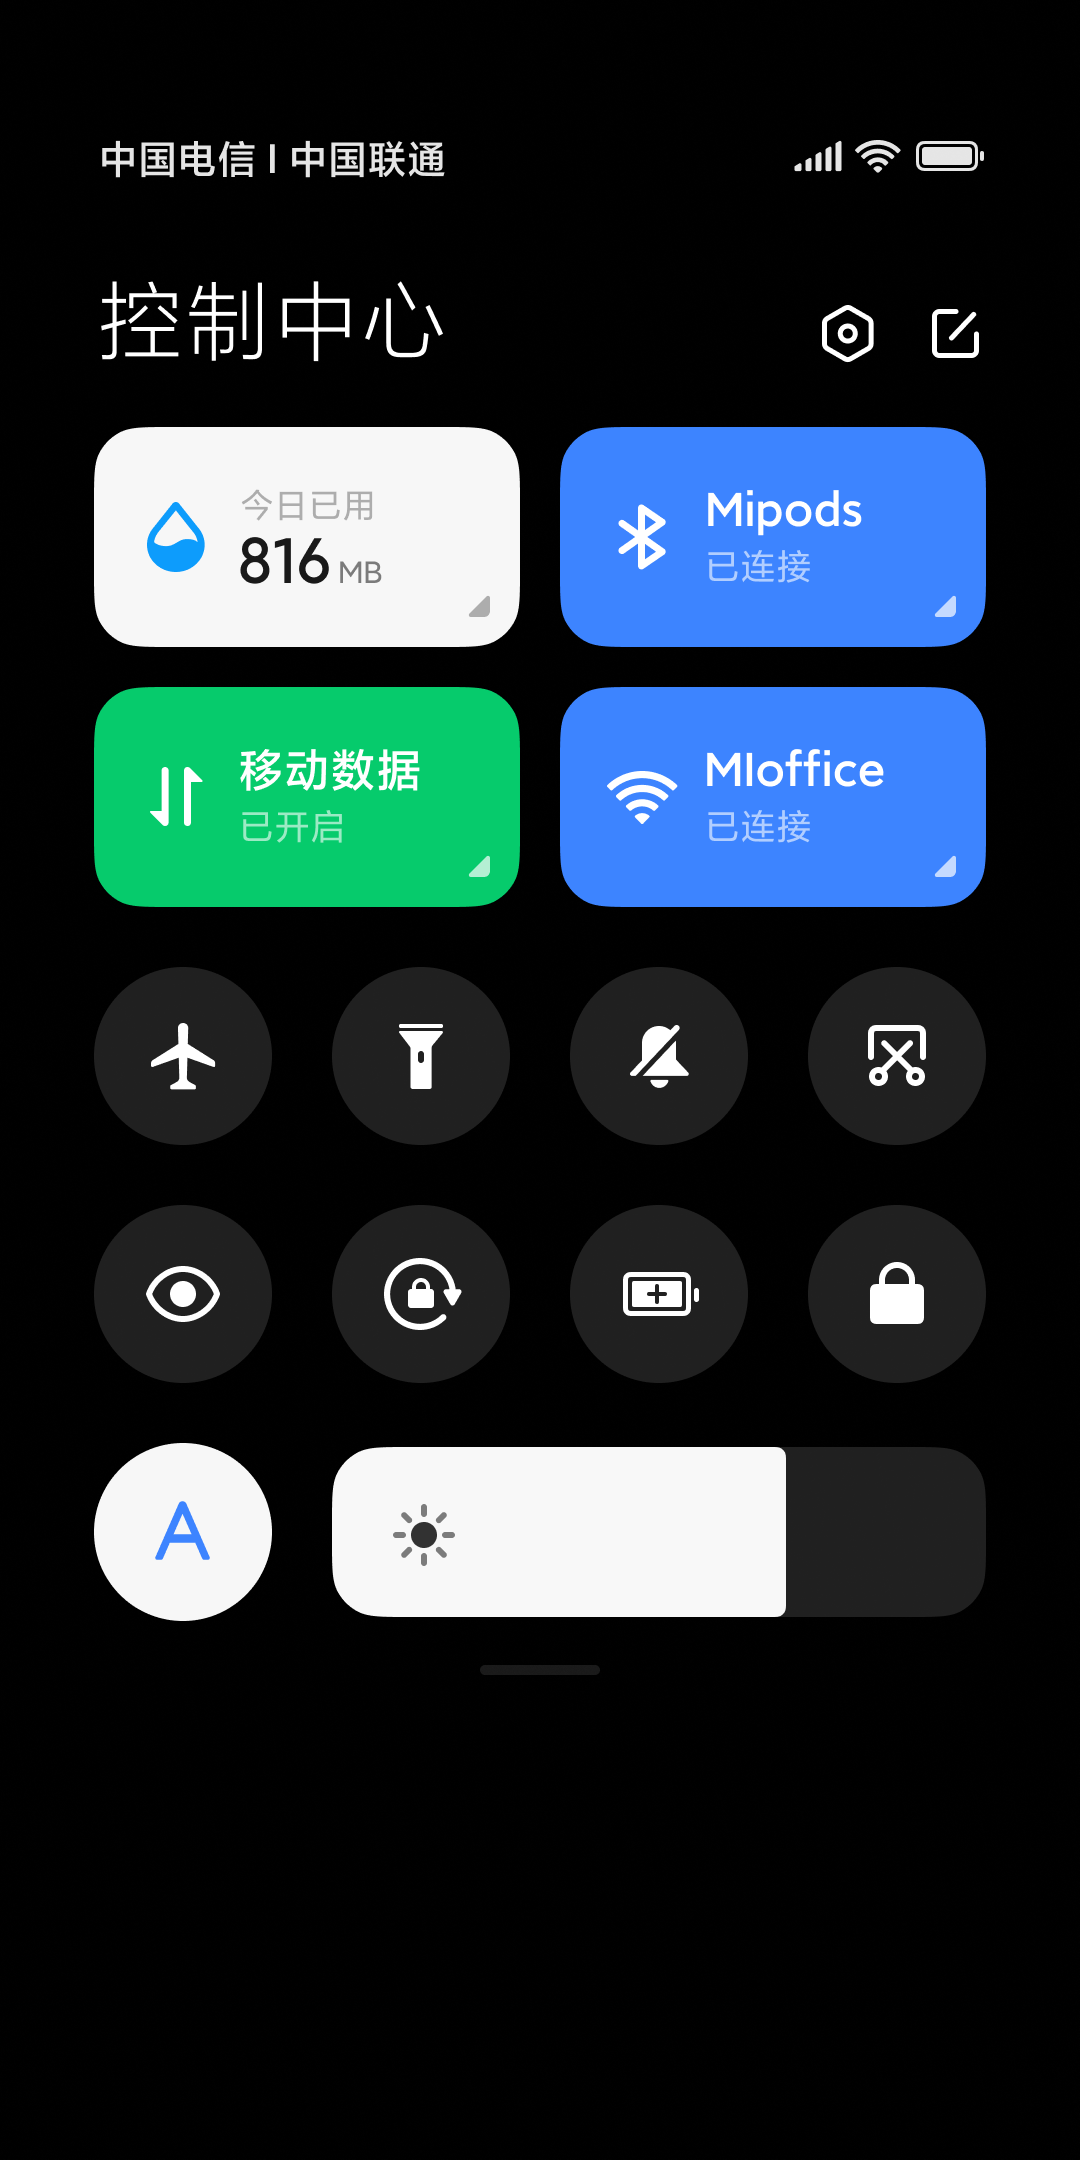 中国电信 | 中国联通
控制中心
今日已用
816 MB
Mipods
已连接
移动数据
已开启
MIoffice
已连接
A